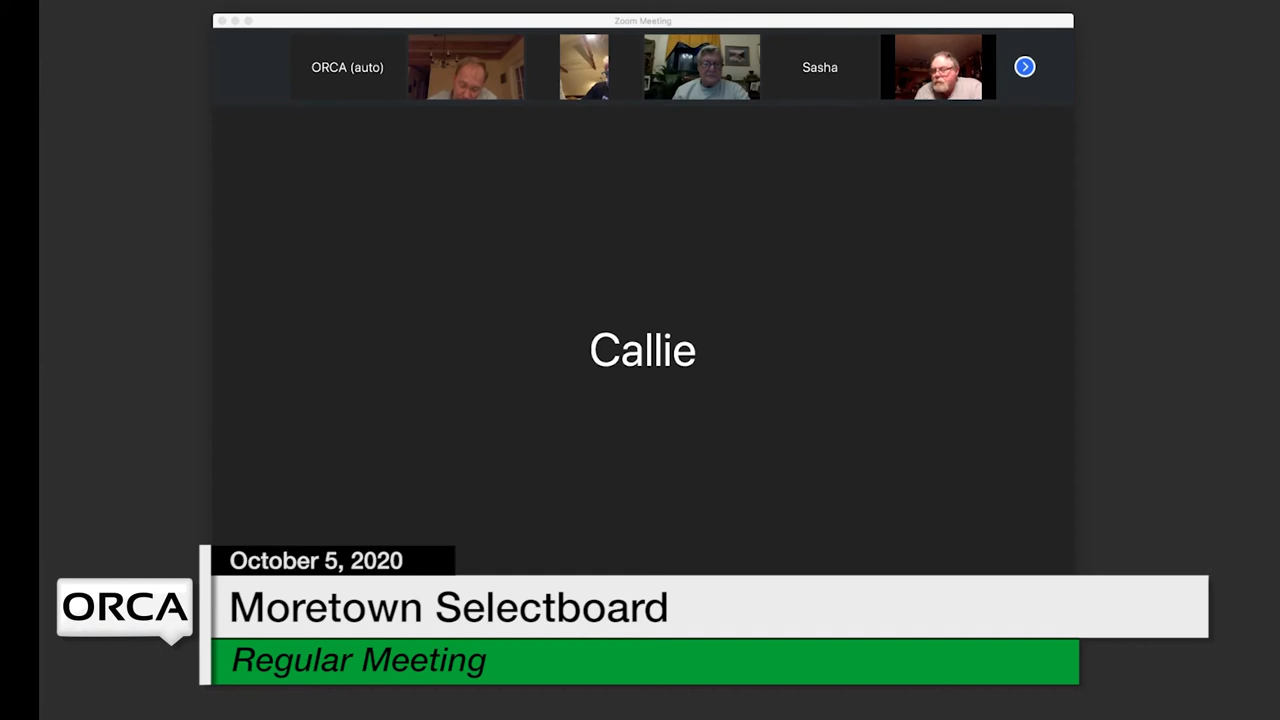 Zoom Meeting
ORCA (auto)
Sasha
Callie
October 5, 2020
ORCA
Moretown Selectboard
Regular Meeting